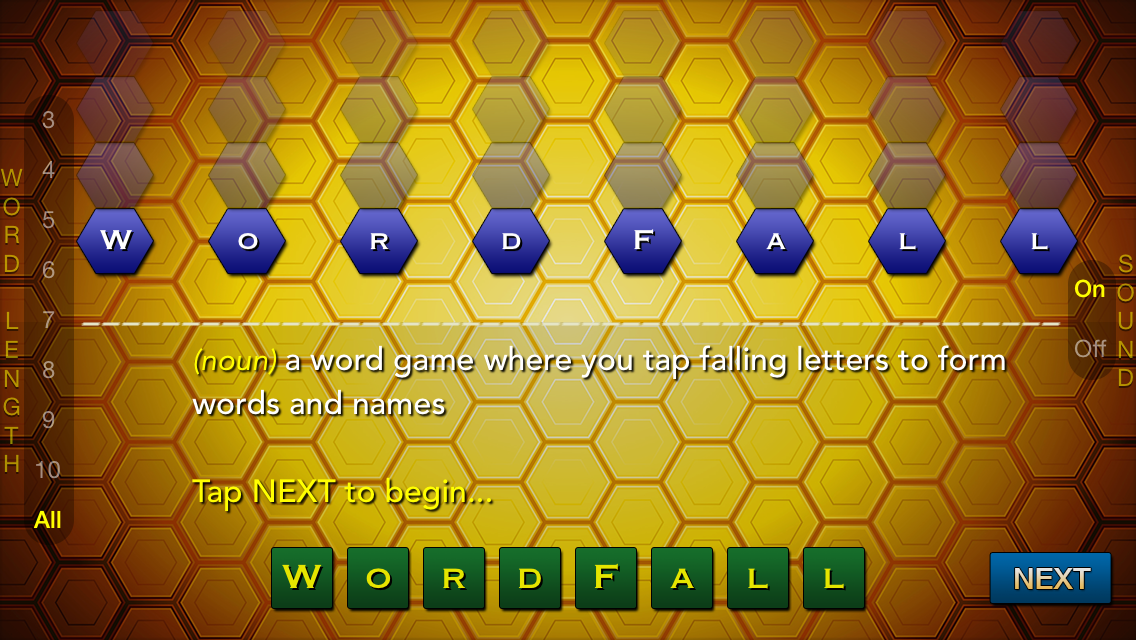 WORD LENGTH
3
4
5
6
7
8
9
10
All
W O R D F A L L
SOUND
On
Off
(noun) a word game where you tap falling letters to form
words and names
Tap NEXT to begin...
W O R D F A L L
NEXT